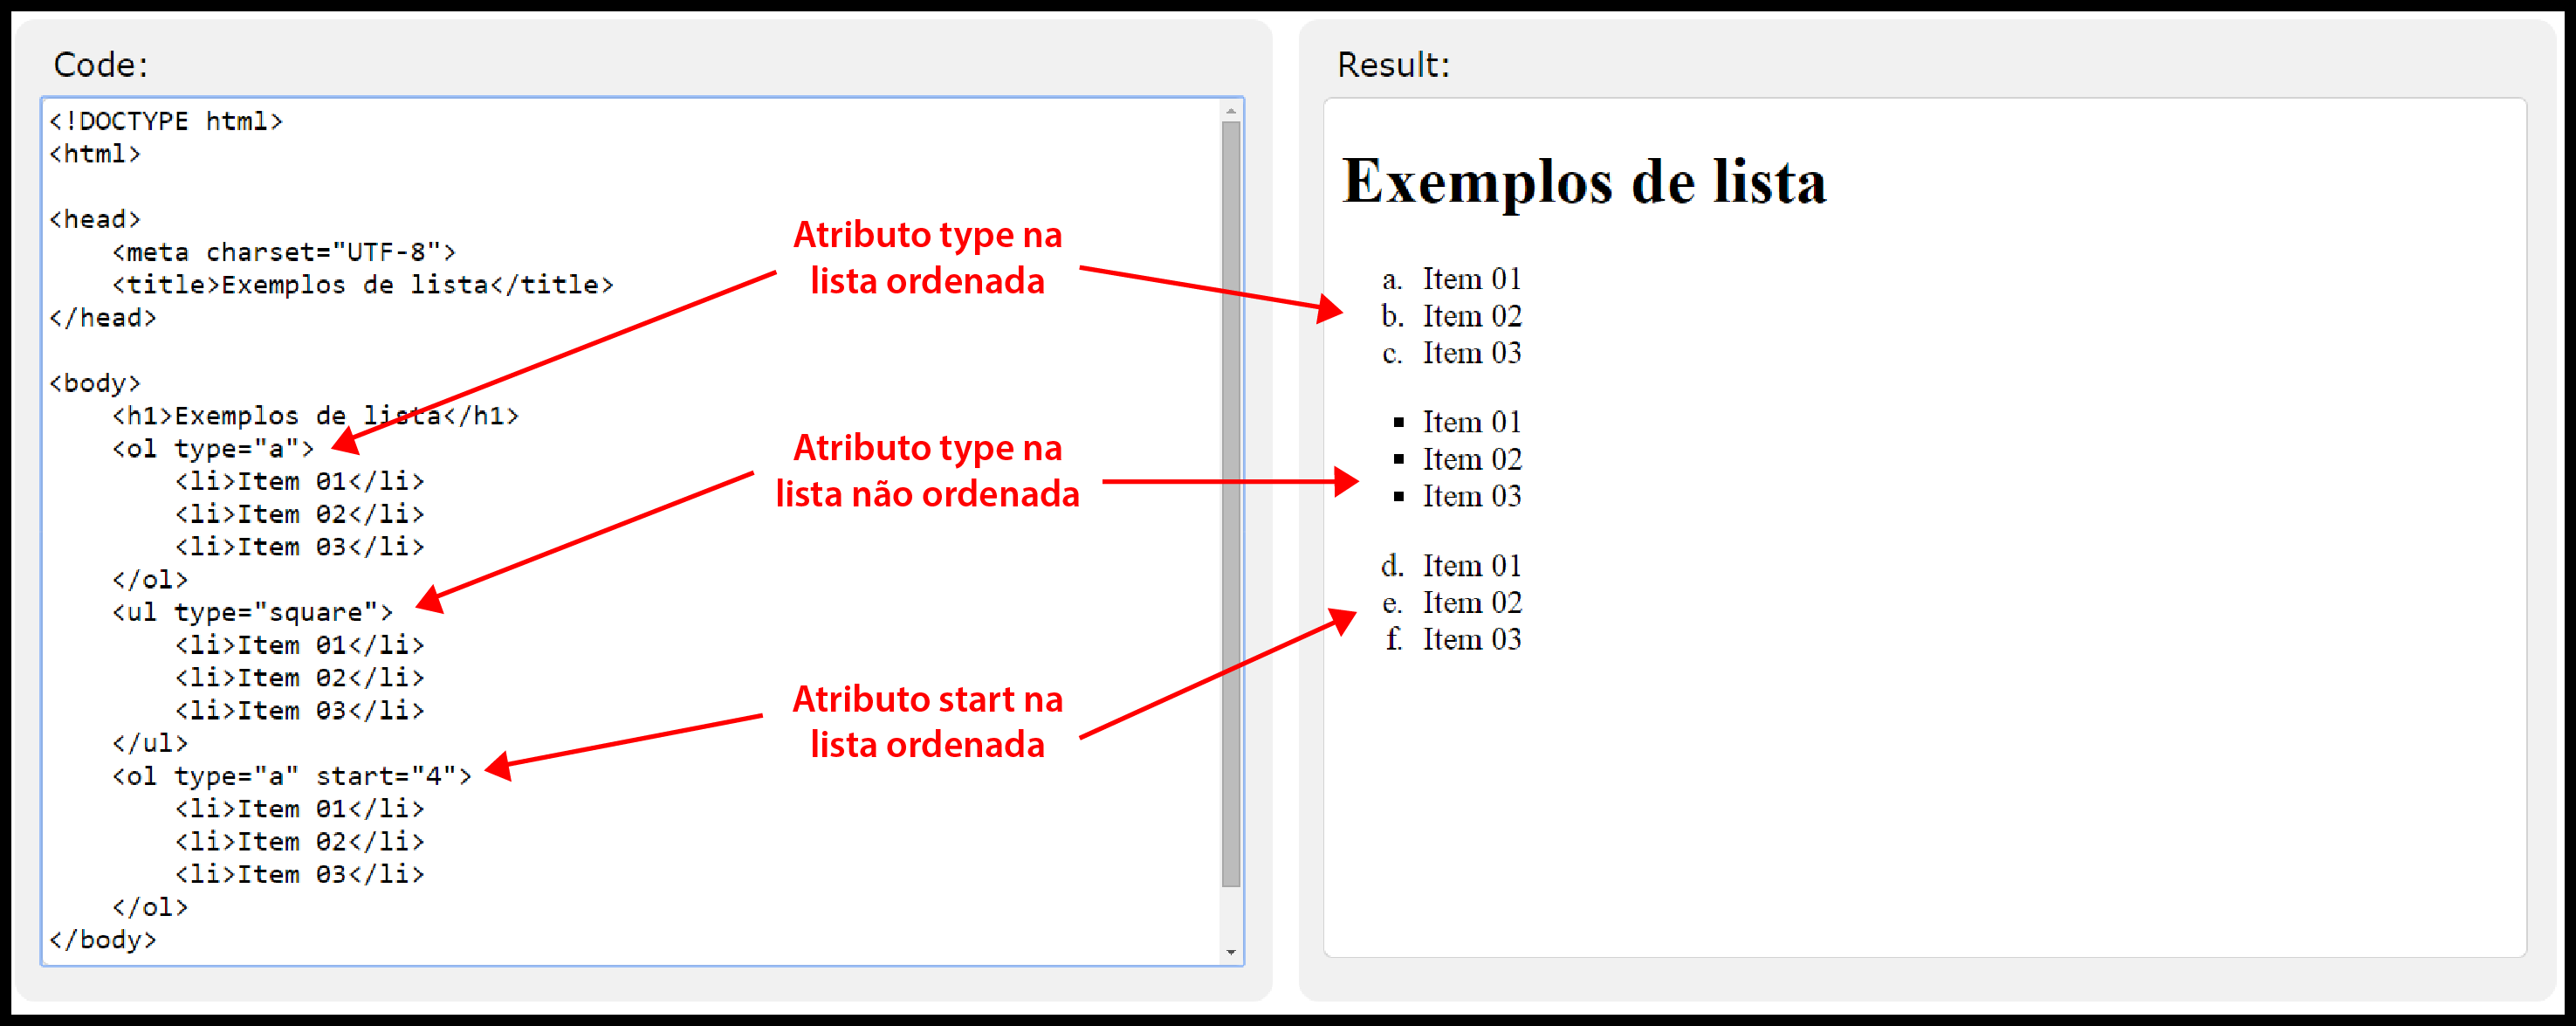 Code:
<!DOCTYPE html>
<html>
<head>
<meta charset="UTF-8">
<title>Exemplos de lista</title>
</head>
<body>
<h1>Exemplos de lista</h1>
<ol type="a">
<li>Item 01</li>
<li>Item 02</li>
<li>Item 03</li>
</ol>
<ul type="square">
<li>Item 01</li>
<li>Item 02</li>
<li>Item 03</li>
</ul>
<ol type="a" start="4">
<li>Item 01</li>
<li>Item 02</li>
<li>Item 03</li>
</ol>
</body>
Atributo type na
lista ordenada
Atributo type na
lista não ordenada
Atributo start na
lista ordenada
Result:
Exemplos de lista
a. Item 01
b. Item 02
c. Item 03
▪ Item 01
▪ Item 02
▪ Item 03
d. Item 01
e. Item 02
f. Item 03